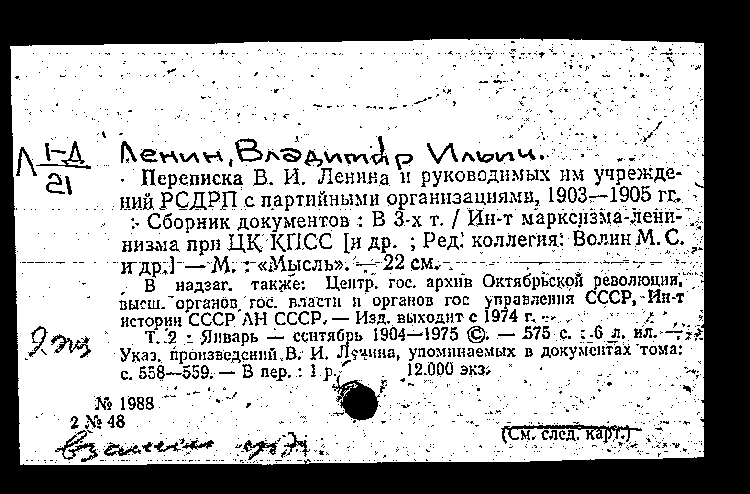 Л 1-Д
21
Ленин, Владимир Ильич.
Переписка В. И. Ленина и руководимых им учрежде-
ний РСДРП с партийными организациями, 1903—1905 гг.
: Сборник документов : В 3-х т. / Ин-т марксизма-лени-
низма при ЦК КПСС [и др. ; Ред. коллегия: Волин М. С.
и др.] — М. : «Мысль». — 22 см.
В надзаг. также: Центр. гос. архив Октябрьской революции,
высш. органов гос. власти и органов гос управления СССР, Ин-т
истории СССР АН СССР. — Изд. выходит с 1974 г.
Т. 2 : Январь — сентябрь 1904—1975 ©. — 575 с. : 6 л. ил. —
Указ. произведений В. И. Ленина, упоминаемых в документах тома:
с. 558—559. — В пер. : 1 р. 12.000 экз.
2 экз
№ 1988
2 № 48
взамен
(См. след. карт.)